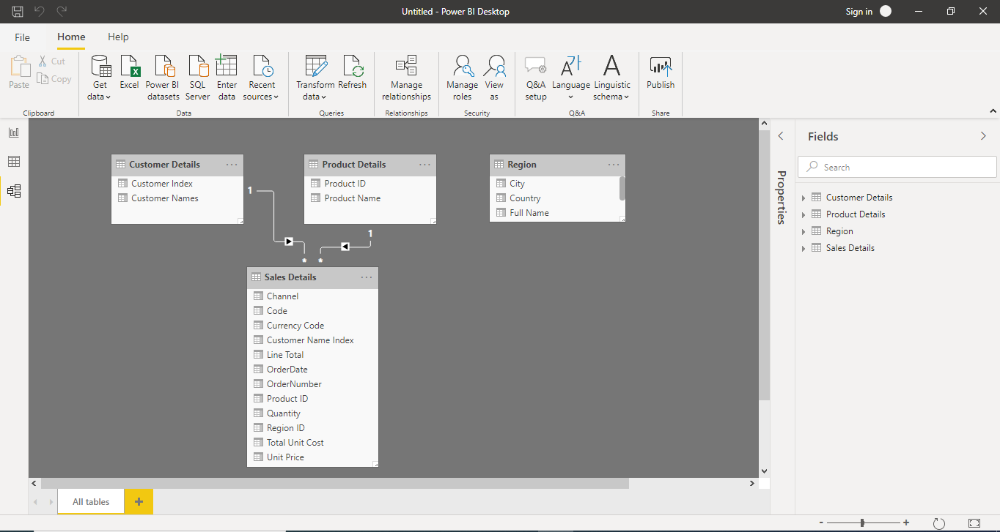 Untitled - Power BI Desktop
Sign in
File Home Help
Paste
Cut
Copy
Get data
Excel
Power BI datasets
SQL Server
Enter data
Recent sources
Transform data
Refresh
Manage relationships
Manage roles
View as
Q&A setup
Language
Linguistic schema
Publish
Clipboard Data Queries Relationships Security Q&A Share
Customer Details
Customer Index
Customer Names
Product Details
Product ID
Product Name
Region
City
Country
Full Name
1
1
* *
Sales Details
Channel
Code
Currency Code
Customer Name Index
Line Total
OrderDate
OrderNumber
Product ID
Quantity
Region ID
Total Unit Cost
Unit Price
Properties
Fields
Search
Customer Details
Product Details
Region
Sales Details
All tables